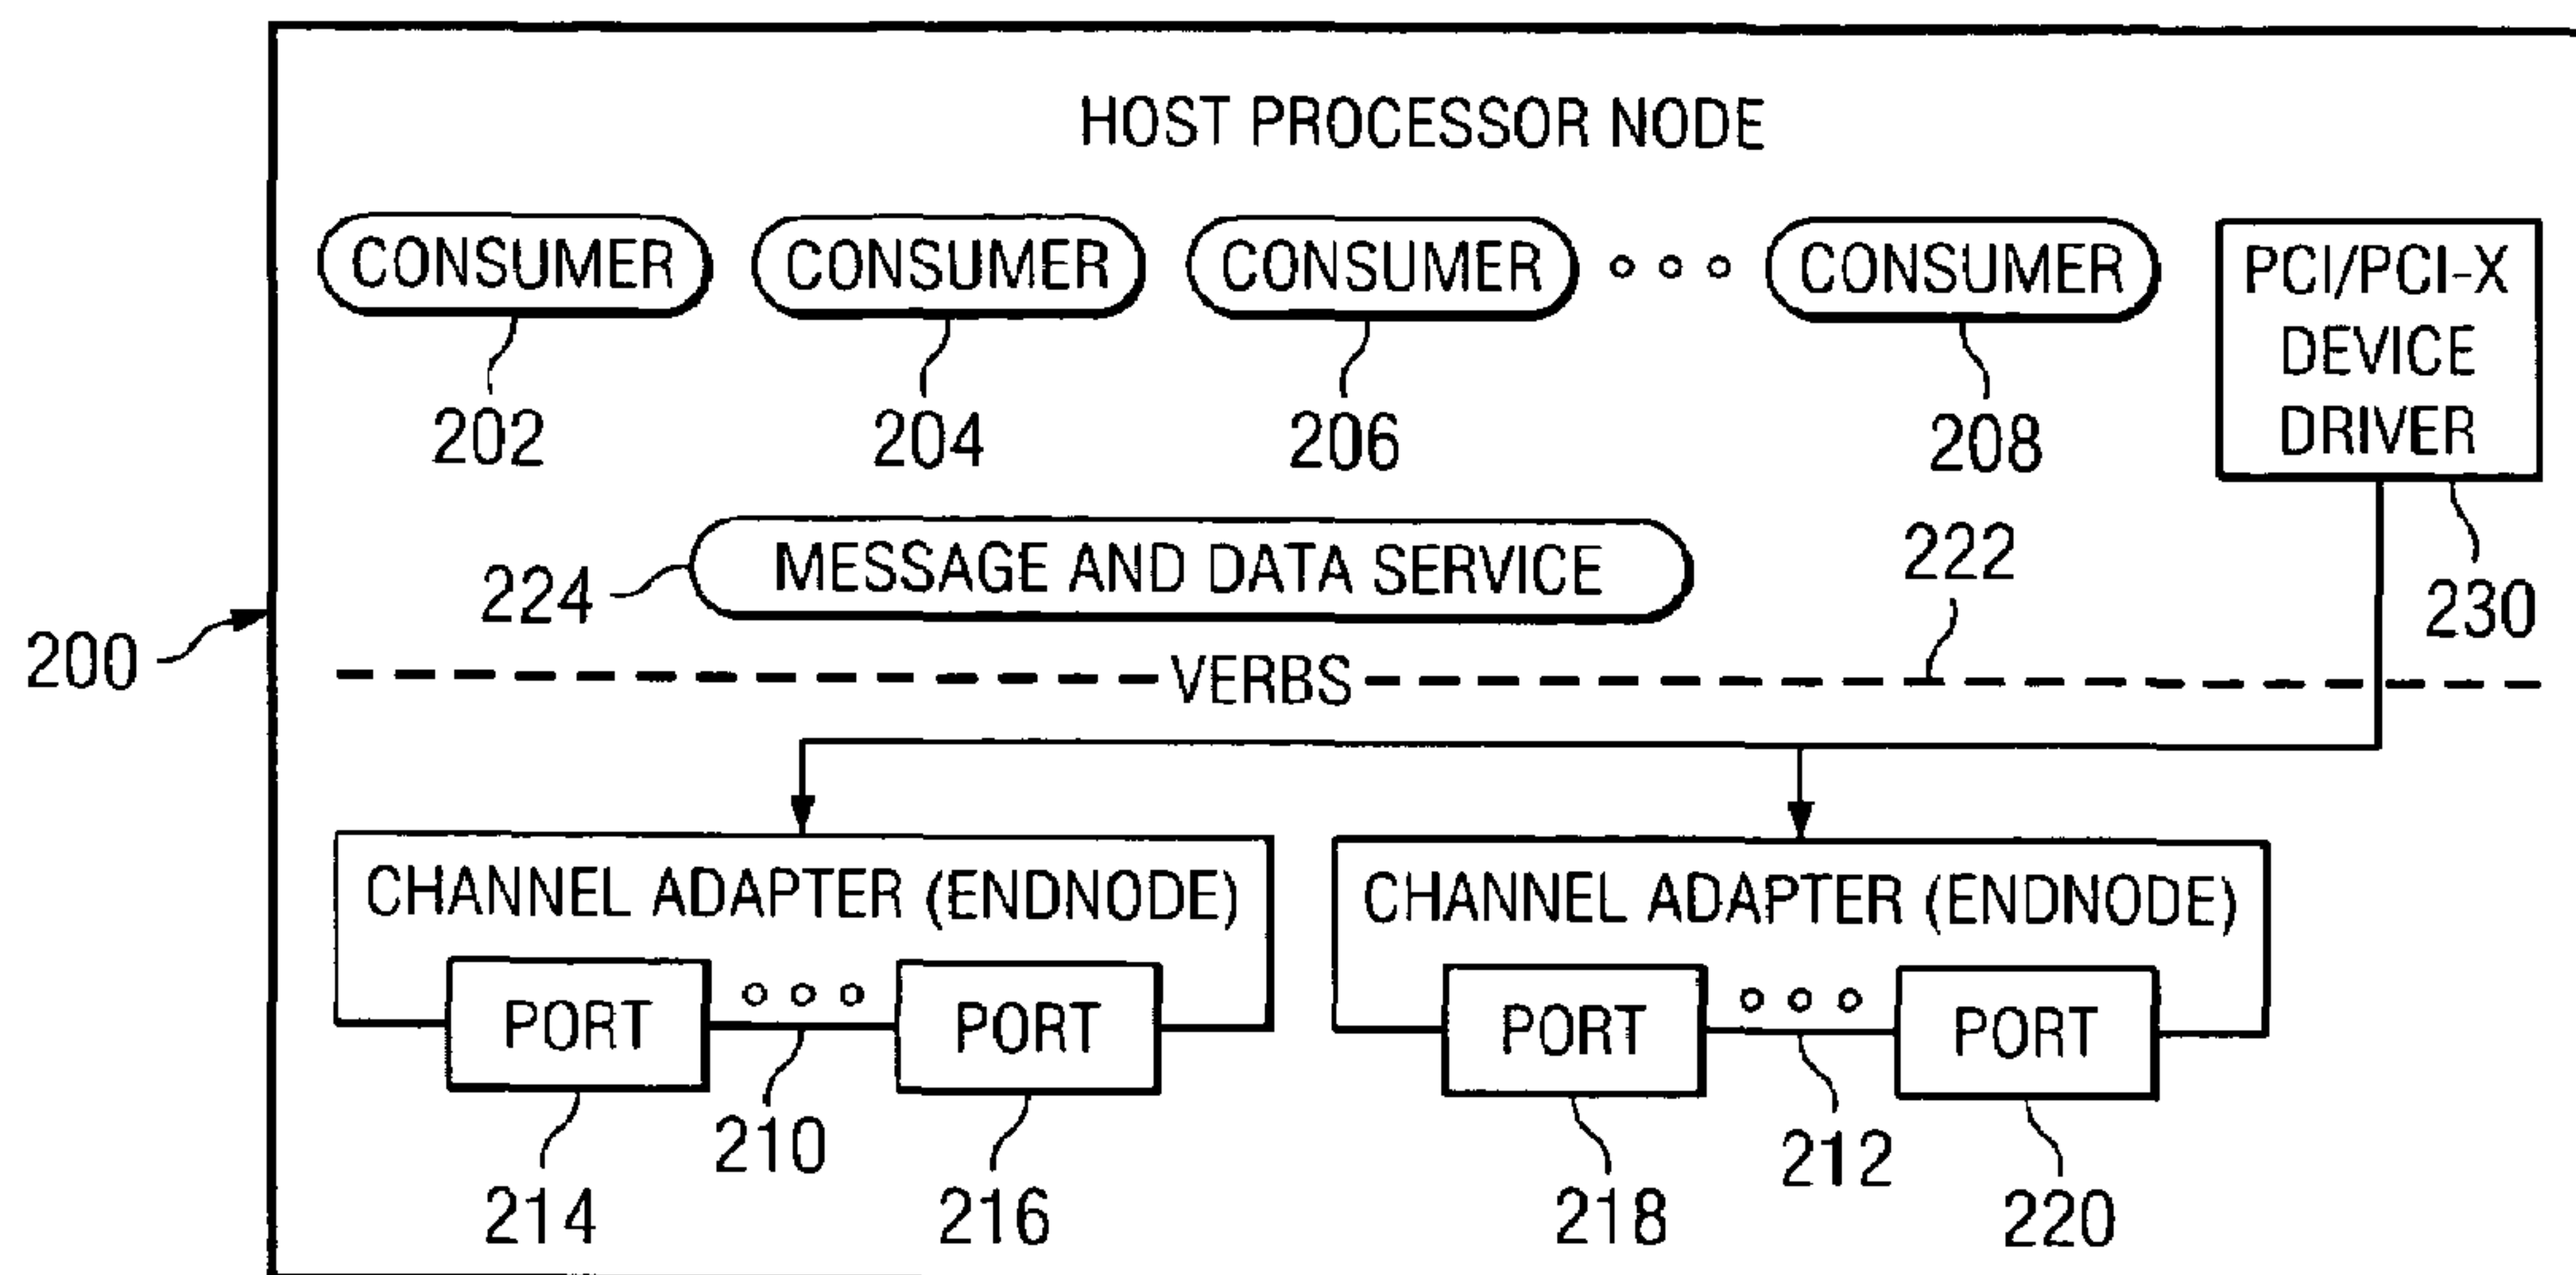 HOST PROCESSOR NODE
CONSUMER CONSUMER CONSUMER CONSUMER
PCI/PCI-X
DEVICE
DRIVER
202 204 206 208
222
224 MESSAGE AND DATA SERVICE
230
200
VERBS
CHANNEL ADAPTER (ENDNODE) CHANNEL ADAPTER (ENDNODE)
PORT PORT PORT PORT
210 212
214 216 218 220